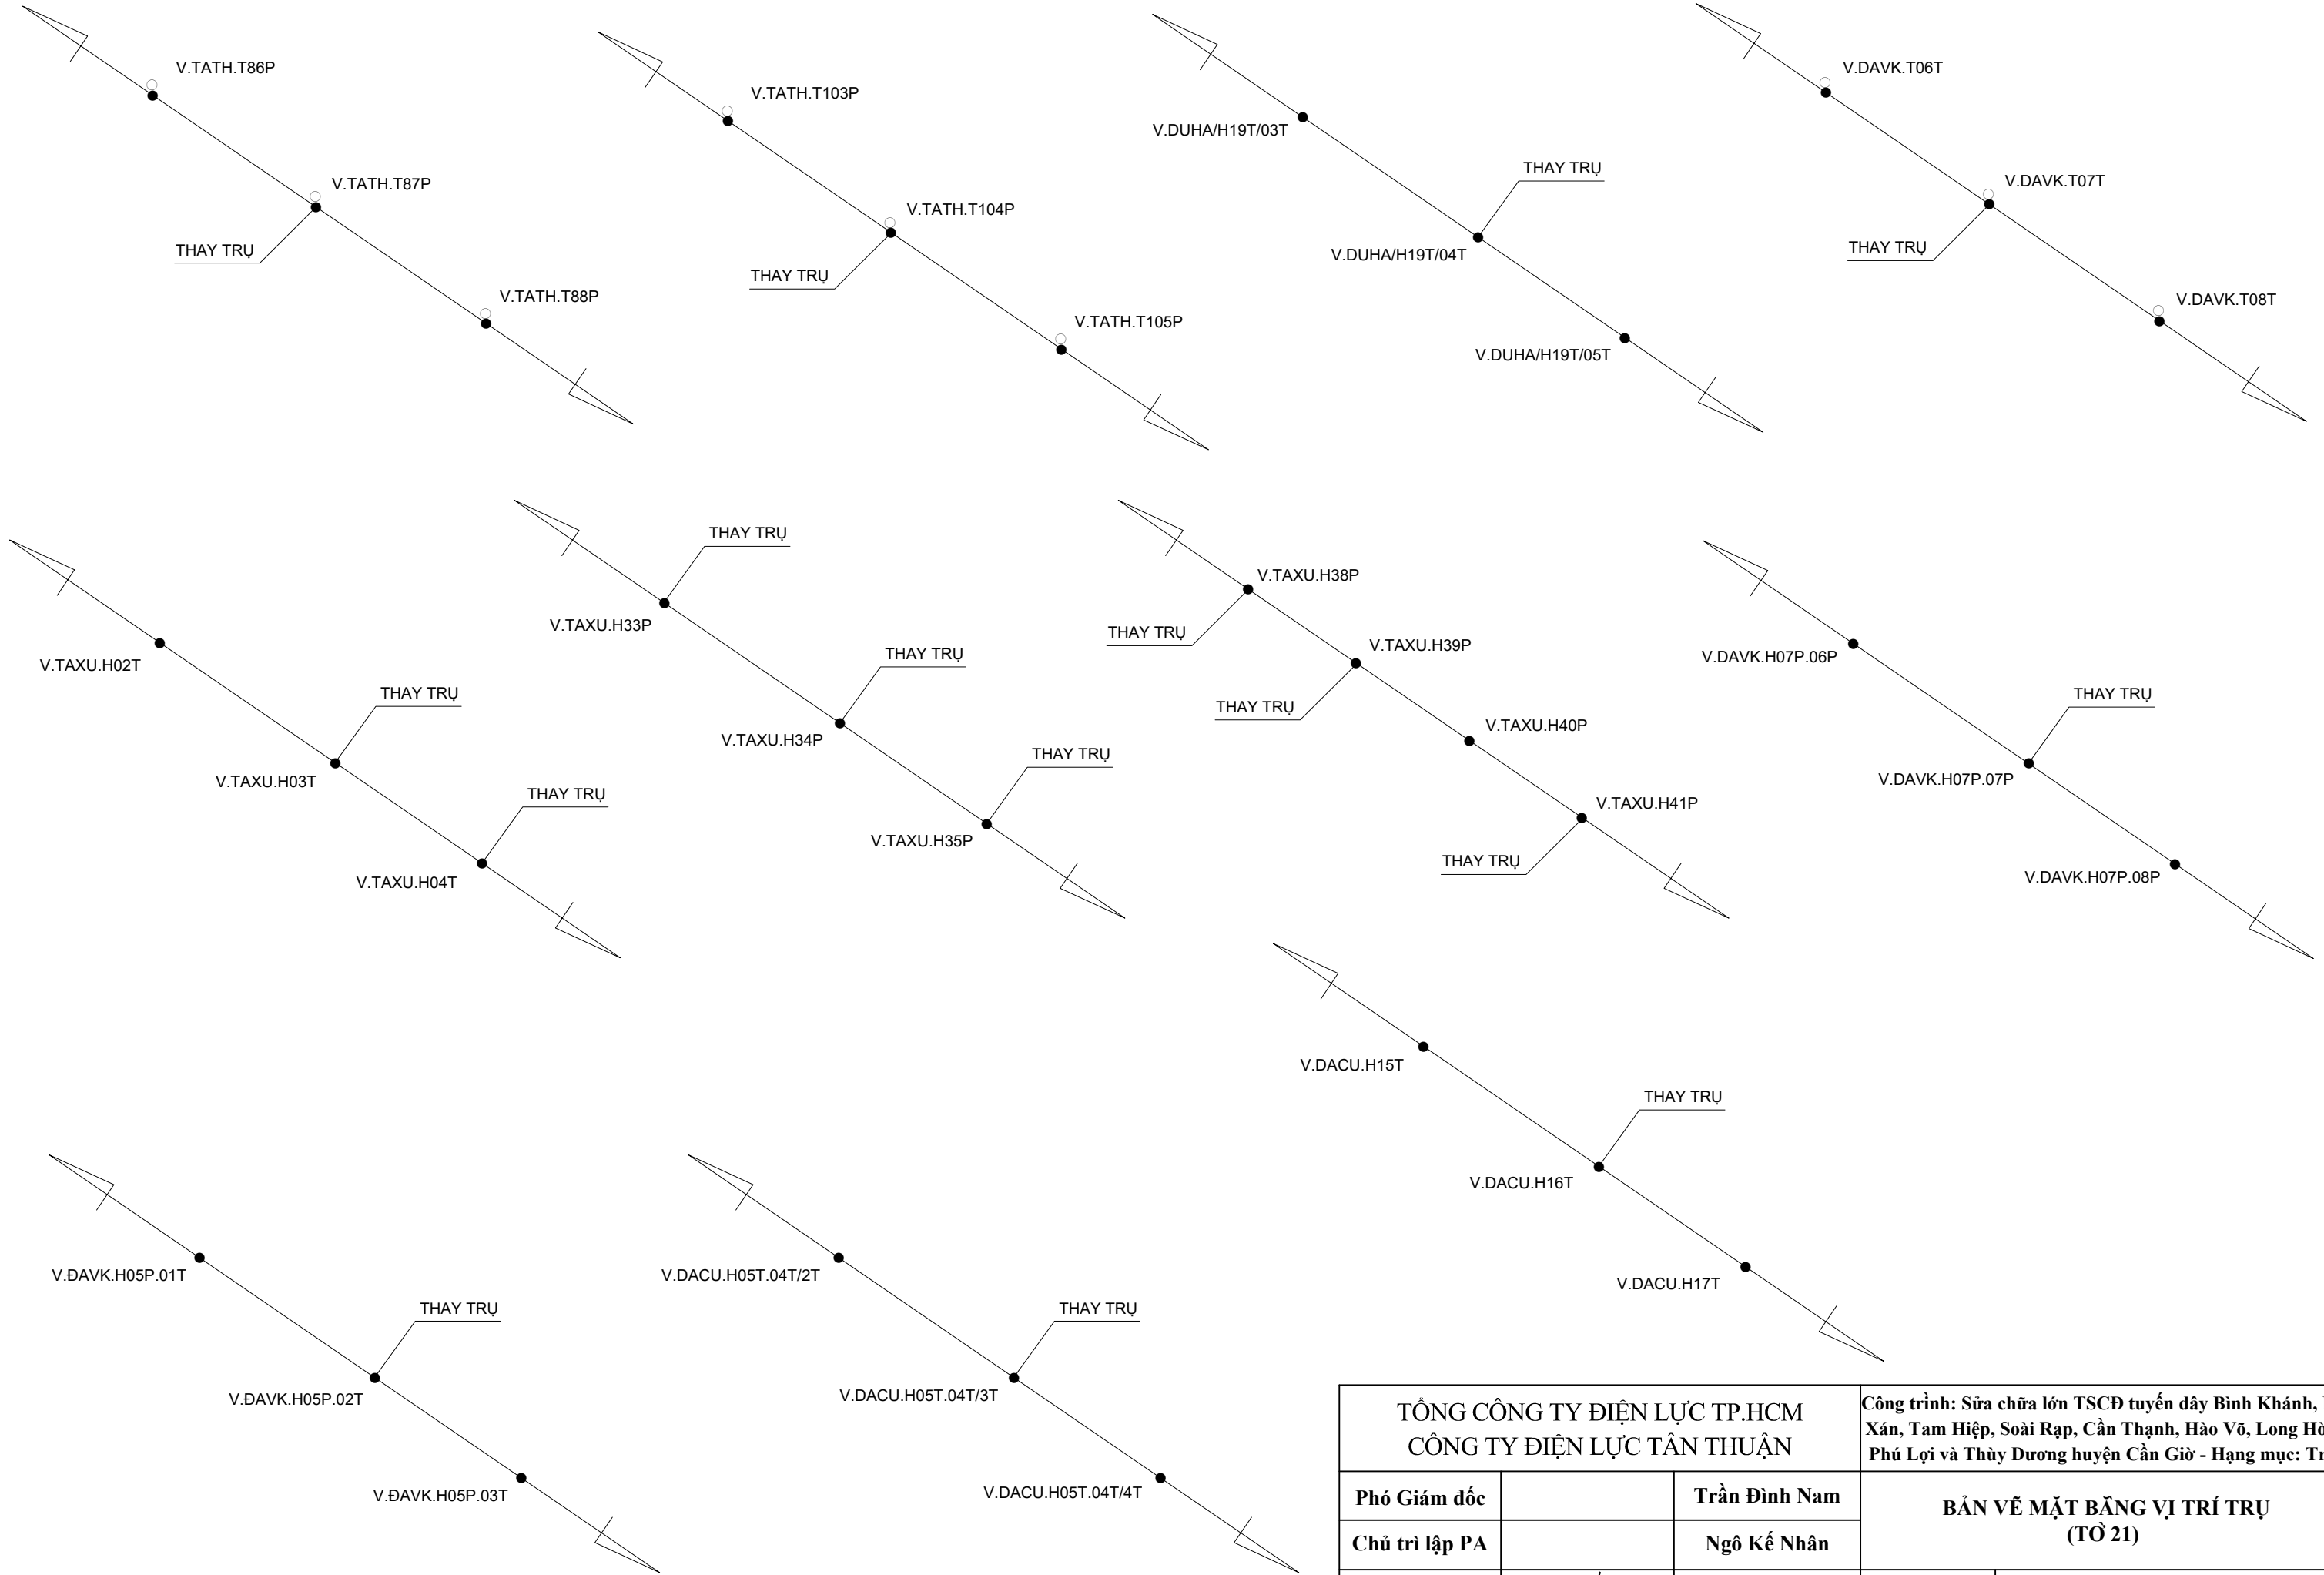 V.TATH.T86P
V.TATH.T87P
THAY TRỤ
V.TATH.T88P
V.TATH.T103P
V.TATH.T104P
THAY TRỤ
V.TATH.T105P
V.DUHA/H19T/03T
THAY TRỤ
V.DUHA/H19T/04T
V.DUHA/H19T/05T
V.DAVK.T06T
V.DAVK.T07T
THAY TRỤ
V.DAVK.T08T
V.TAXU.H02T
THAY TRỤ
V.TAXU.H03T
THAY TRỤ
V.TAXU.H04T
THAY TRỤ
V.TAXU.H33P
THAY TRỤ
V.TAXU.H34P
THAY TRỤ
V.TAXU.H35P
V.TAXU.H38P
THAY TRỤ
V.TAXU.H39P
THAY TRỤ
V.TAXU.H40P
V.TAXU.H41P
THAY TRỤ
V.DAVK.H07P.06P
THAY TRỤ
V.DAVK.H07P.07P
V.DAVK.H07P.08P
V.DACU.H15T
THAY TRỤ
V.DACU.H16T
V.DACU.H17T
V.ĐAVK.H05P.01T
THAY TRỤ
V.ĐAVK.H05P.02T
V.ĐAVK.H05P.03T
V.DACU.H05T.04T/2T
THAY TRỤ
V.DACU.H05T.04T/3T
V.DACU.H05T.04T/4T
TỔNG CÔNG TY ĐIỆN LỰC TP.HCM
CÔNG TY ĐIỆN LỰC TÂN THUẬN
Công trình: Sửa chữa lớn TSCĐ tuyến dây Bình Khánh,
Xán, Tam Hiệp, Soài Rạp, Cần Thạnh, Hào Võ, Long
Phú Lợi và Thùy Dương huyện Cần Giờ - Hạng mục:
Phó Giám đốc
Trần Đình Nam
Chủ trì lập PA
Ngô Kế Nhân
BẢN VẼ MẶT BẰNG VỊ TRÍ TRỤ
(TỜ 21)